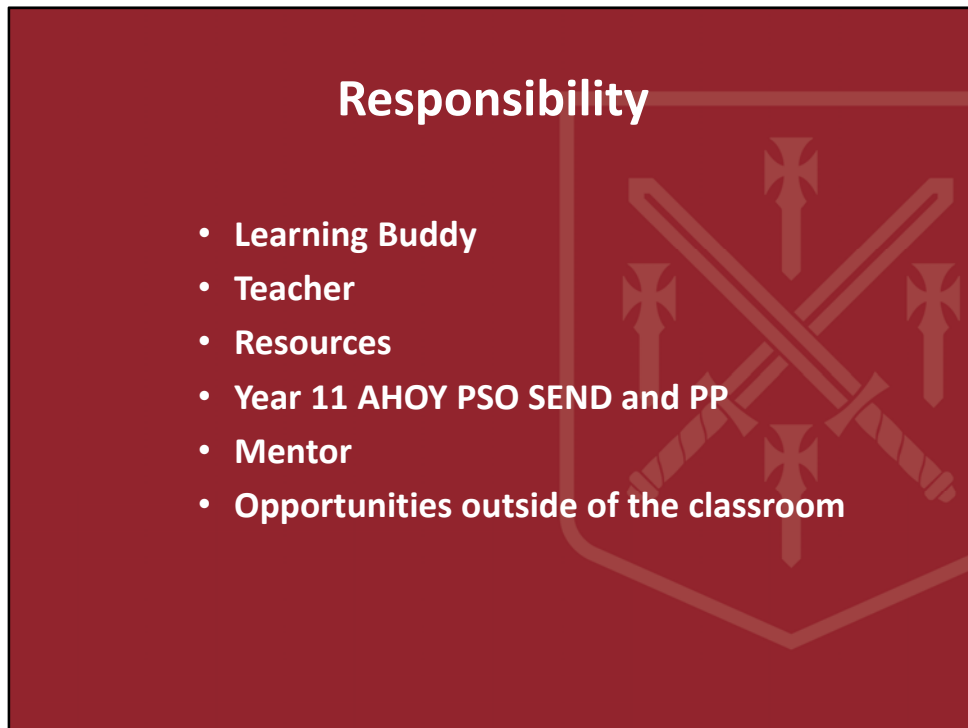 Responsibility
• Learning Buddy
• Teacher
• Resources
• Year 11 AHOY PSO SEND and PP
• Mentor
• Opportunities outside of the classroom